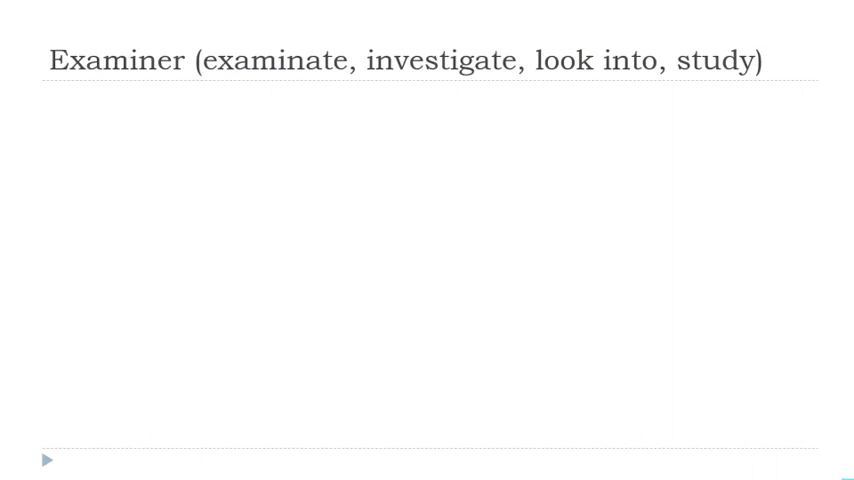 Examiner (examinate, investigate, look into, study)